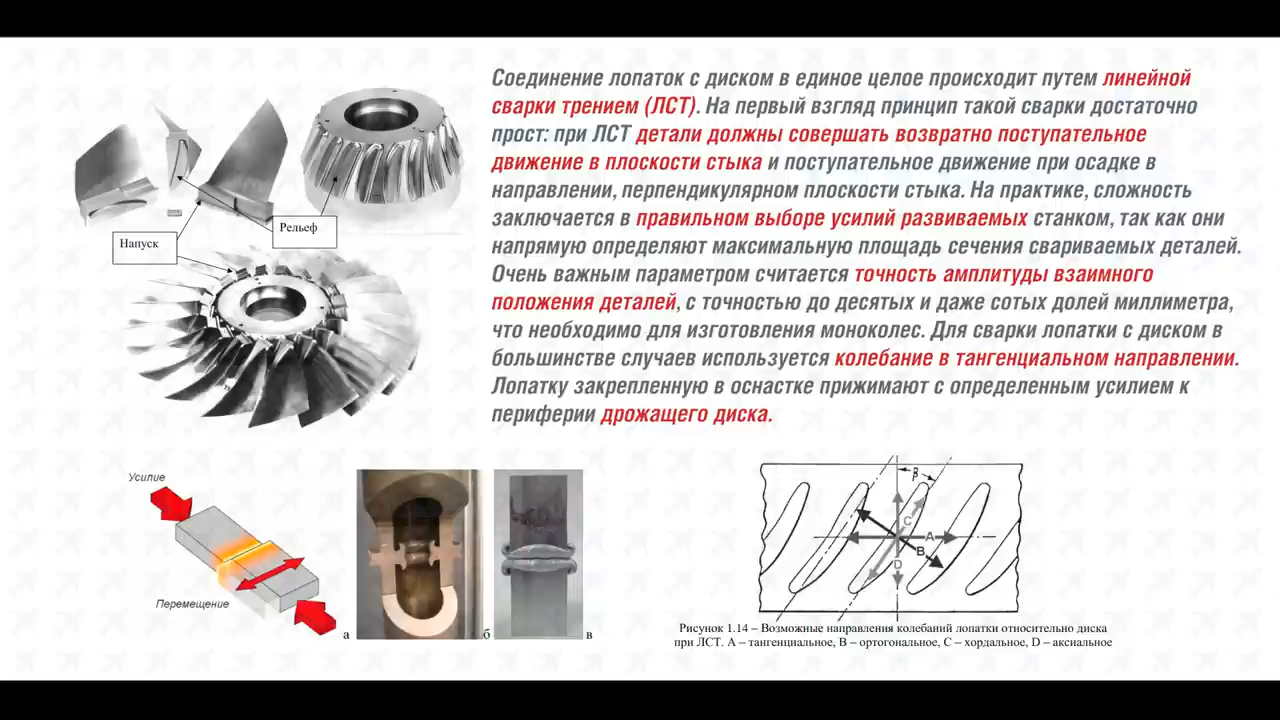 Соединение лопаток с диском в единое целое происходит путем линейной
сварки трением (ЛСТ). На первый взгляд принцип такой сварки достаточно
прост: при ЛСТ детали должны совершать возвратно поступательное
движение в плоскости стыка и поступательное движение при осадке в
направлении, перпендикулярном плоскости стыка. На практике, сложность
заключается в правильном выборе усилий развиваемых станком, так как они
напрямую определяют максимальную площадь сечения свариваемых деталей.
Очень важным параметром считается точность амплитуды взаимного
положения деталей, с точностью до десятых и даже сотых долей миллиметра,
что необходимо для изготовления моноколес. Для сварки лопатки с диском в
большинстве случаев используется колебание в тангенциальном направлении.
Лопатку закрепленную в оснастке прижимают с определенным усилием к
периферии дрожащего диска.
Рельеф
Напуск
Усилие
Перемещение
а
б
в
β
C
A
B
D
Рисунок 1.14 – Возможные направления колебаний лопатки относительно диска
при ЛСТ. A – тангенциальное, B – ортогональное, C – хордальное, D – аксиальное